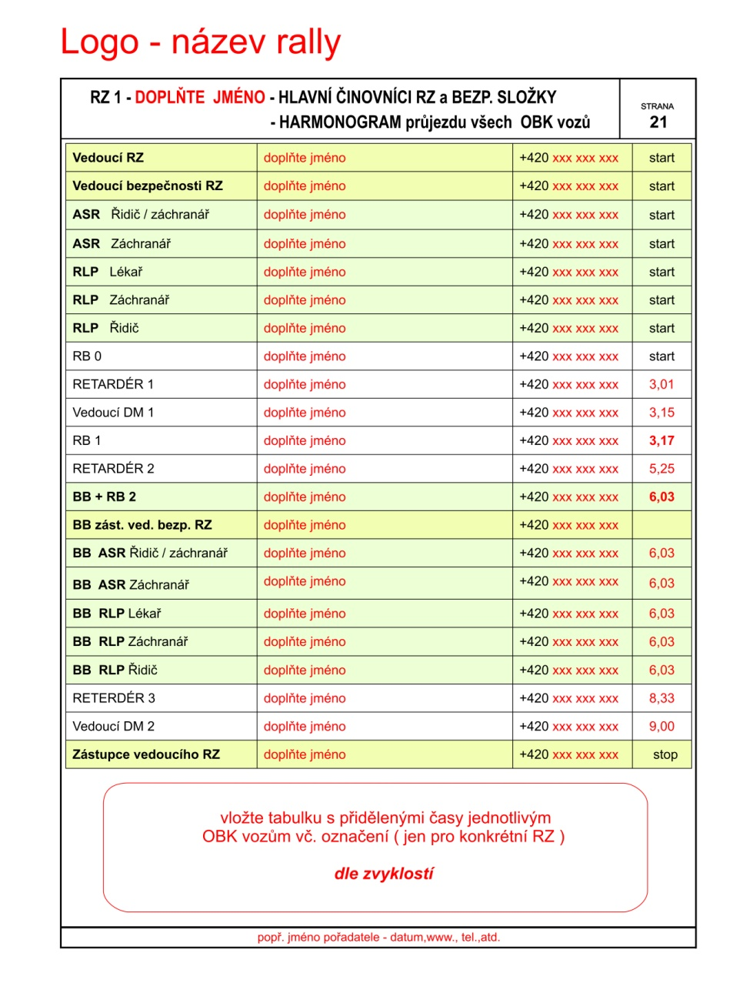 Logo - název rally
RZ 1 - DOPLŇTE JMÉNO - HLAVNÍ ČINOVNÍCI RZ a BEZP. SLOŽKY
- HARMONOGRAM průjezdu všech OBK vozů
STRANA
21
Vedoucí RZ doplňte jméno +420 xxx xxx xxx start
Vedoucí bezpečnosti RZ doplňte jméno +420 xxx xxx xxx start
ASR Řidič / záchranář doplňte jméno +420 xxx xxx xxx start
ASR Záchranář doplňte jméno +420 xxx xxx xxx start
RLP Lékař doplňte jméno +420 xxx xxx xxx start
RLP Záchranář doplňte jméno +420 xxx xxx xxx start
RLP Řidič doplňte jméno +420 xxx xxx xxx start
RB 0 doplňte jméno +420 xxx xxx xxx start
RETARDÉR 1 doplňte jméno +420 xxx xxx xxx 3,01
Vedoucí DM 1 doplňte jméno +420 xxx xxx xxx 3,15
RB 1 doplňte jméno +420 xxx xxx xxx 3,17
RETARDÉR 2 doplňte jméno +420 xxx xxx xxx 5,25
BB + RB 2 doplňte jméno +420 xxx xxx xxx 6,03
BB zást. ved. bezp. RZ doplňte jméno +420 xxx xxx xxx
BB ASR Řidič / záchranář doplňte jméno +420 xxx xxx xxx 6,03
BB ASR Záchranář doplňte jméno +420 xxx xxx xxx 6,03
BB RLP Lékař doplňte jméno +420 xxx xxx xxx 6,03
BB RLP Záchranář doplňte jméno +420 xxx xxx xxx 6,03
BB RLP Řidič doplňte jméno +420 xxx xxx xxx 6,03
RETERDÉR 3 doplňte jméno +420 xxx xxx xxx 8,33
Vedoucí DM 2 doplňte jméno +420 xxx xxx xxx 9,00
Zástupce vedoucího RZ doplňte jméno +420 xxx xxx xxx stop
vložte tabulku s přidělenými časy jednotlivým
OBK vozům vč. označení ( jen pro konkrétní RZ )
dle zvyklostí
popř. jméno pořadatele - datum,www., tel.,atd.